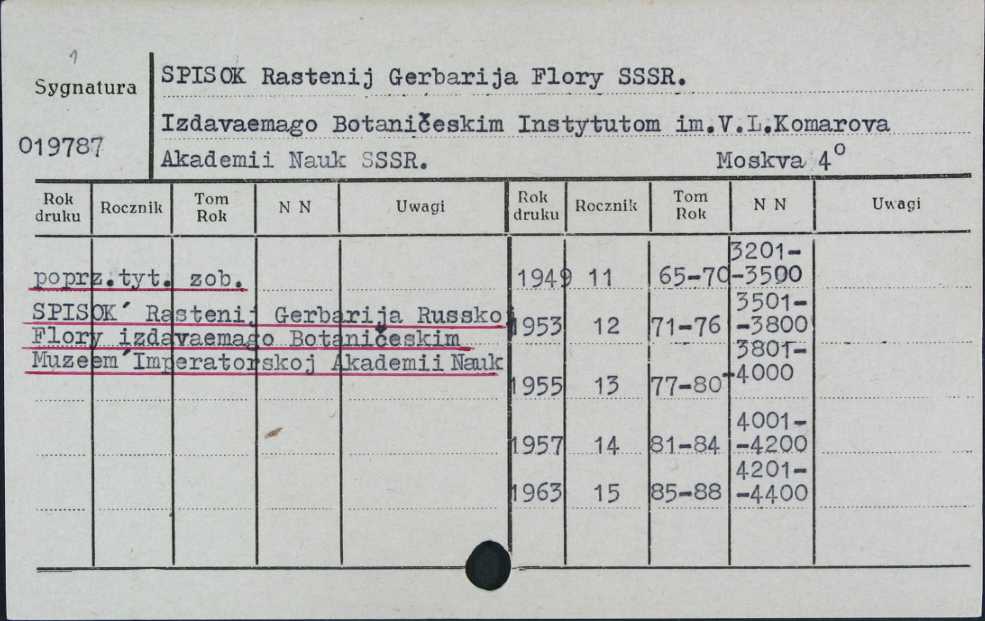 1
Sygnatura
SPISOK Rastenij Gerbarija Flory SSSR.
Izdavaemago Botaničeskim Instytutom im.V.L.Komarova
019787
Akademii Nauk SSSR. Moskva 4°
Rok druku Rocznik Tom Rok N N Uwagi Rok druku Rocznik Tom Rok N N Uwagi
poprz.tyt. zob.
SPISOK´ Rastenij Gerbarija Russkoj
Flory izdavaemago Botaničeskim
Muzeem´Imperatorskoj Akademii Nauk
1949 11 65-70 3201-
-3500
1953 12 71-76 3501-
-3800
1955 13 77-80 3801-
-4000
1957 14 81-84 4001-
-4200
1963 15 85-88 4201-
-4400